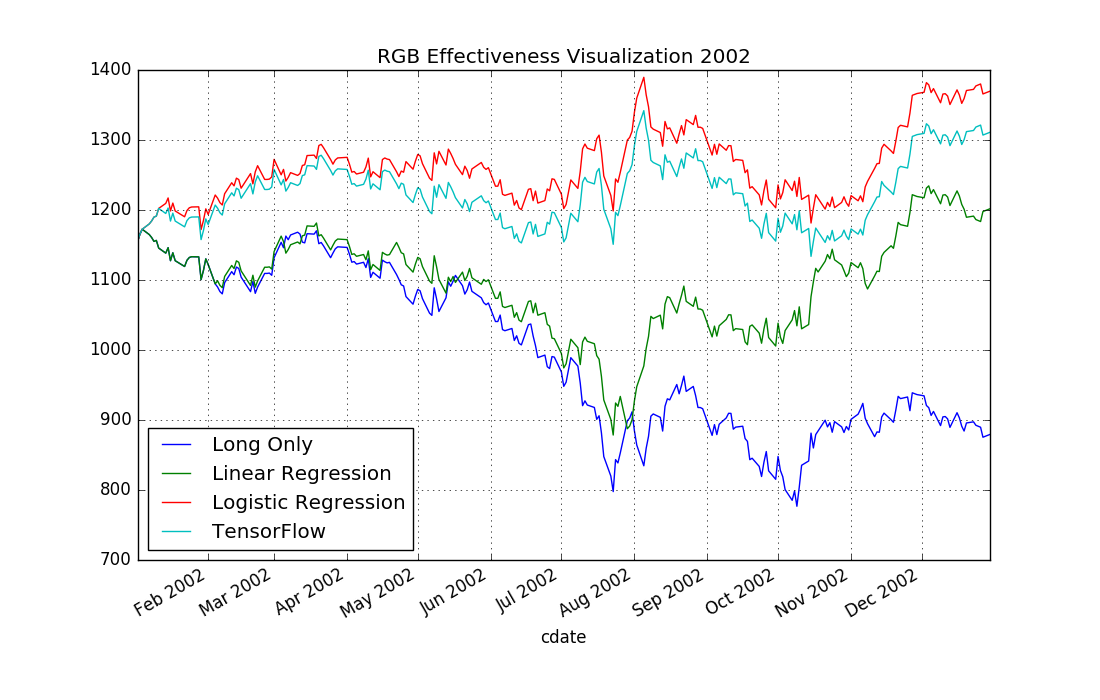 RGB Effectiveness Visualization 2002
1400
1300
1200
1100
1000
900
800
700
Long Only
Linear Regression
Logistic Regression
TensorFlow
Feb 2002
Mar 2002
Apr 2002
May 2002
Jun 2002
Jul 2002
Aug 2002
Sep 2002
Oct 2002
Nov 2002
Dec 2002
cdate